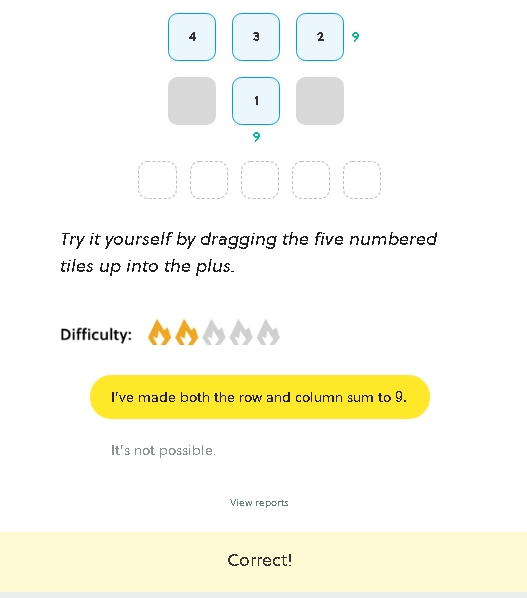 4 3 2 9
1
9
Try it yourself by dragging the five numbered
tiles up into the plus.
Difficulty:
I've made both the row and column sum to 9.
It's not possible.
View reports
Correct!